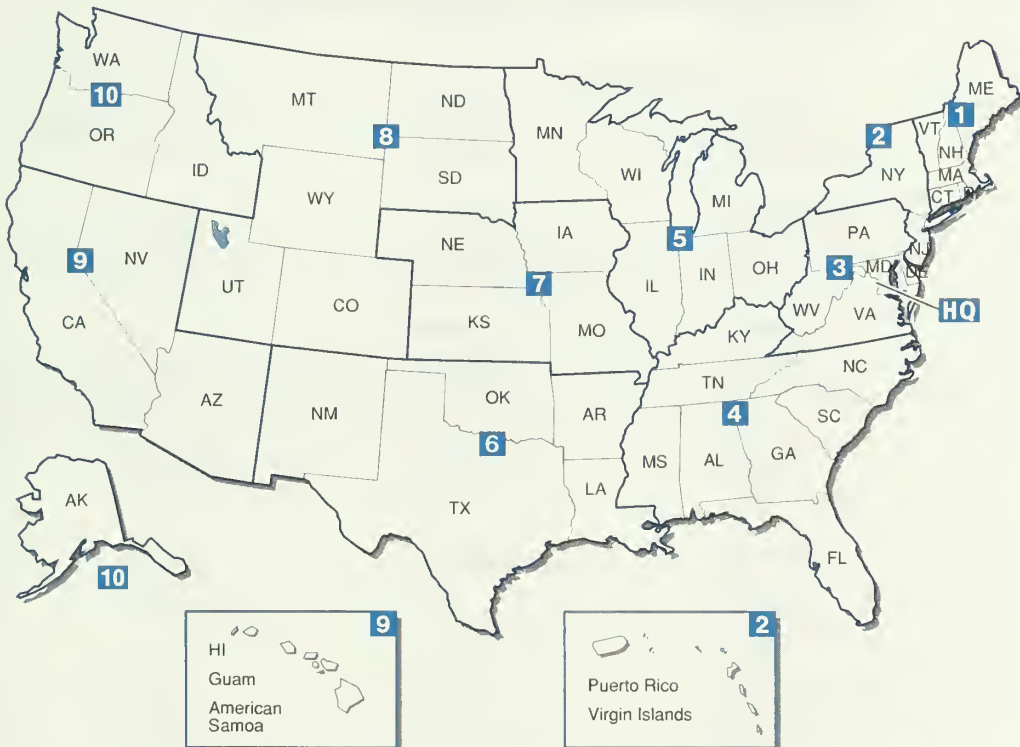 WA
10
OR
ID
MT
8
ND
SD
WY
MN
WI
MI
1
ME
2
VT
NH
MA
CT
NY
NJ
PA
3
MD
DE
HQ
WV
VA
9
NV
CA
UT
CO
NE
KS
IA
7
MO
5
IL
IN
OH
KY
TN
NC
4
SC
MS
AL
GA
FL
AZ
NM
OK
6
TX
AR
LA
AK
10
9
HI
Guam
American
Samoa
2
Puerto Rico
Virgin Islands